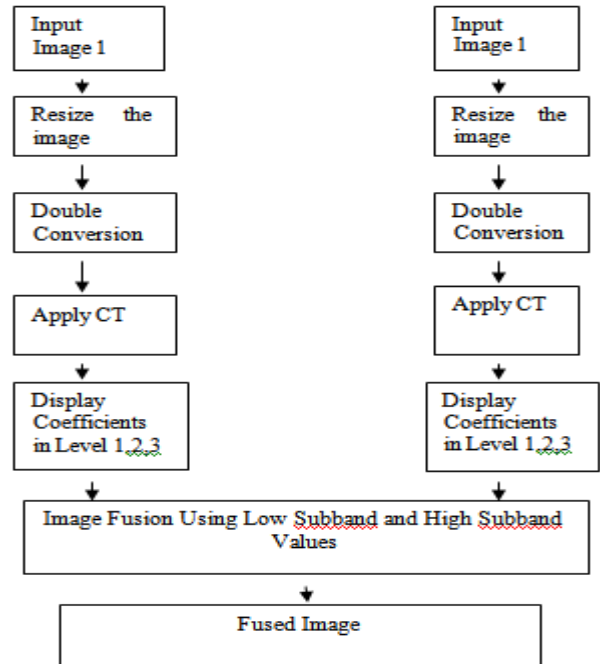 Input
Image 1
Resize the
image
Double
Conversion
Apply CT
Display
Coefficients
in Level 1,2,3
Input
Image 1
Resize the
image
Double
Conversion
Apply CT
Display
Coefficients
in Level 1,2,3
Image Fusion Using Low Subband and High Subband
Values
Fused Image